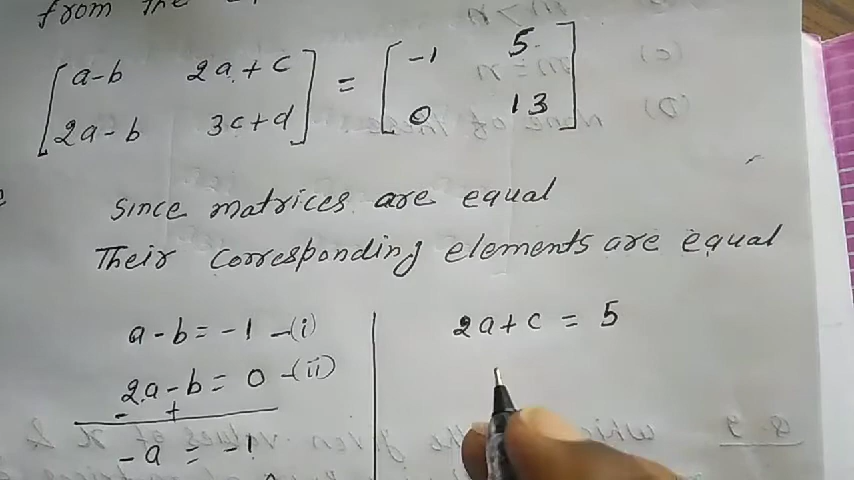 from the
[a-b 2a+c] = [-1 5]
[2a-b 3c+d] [0 13]
Since matrices are equal
Their corresponding elements are equal
a-b = -1 -(i)
2a-b = 0 -(ii)
- +
-a = -1
2a+c = 5